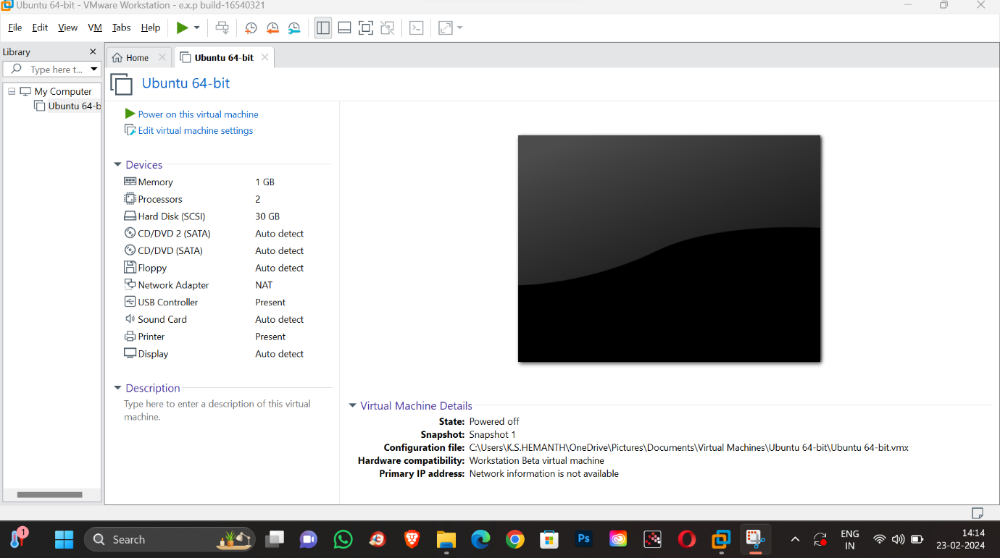 Ubuntu 64-bit - VMware Workstation - e.x.p build-16540321
File Edit View VM Tabs Help
Library
Type here t...
Home
Ubuntu 64-bit
My Computer
Ubuntu 64-b
Ubuntu 64-bit
Power on this virtual machine
Edit virtual machine settings
Devices
Memory 1 GB
Processors 2
Hard Disk (SCSI) 30 GB
CD/DVD 2 (SATA) Auto detect
CD/DVD (SATA) Auto detect
Floppy Auto detect
Network Adapter NAT
USB Controller Present
Sound Card Auto detect
Printer Present
Display Auto detect
Description
Type here to enter a description of this virtual
machine.
Virtual Machine Details
State: Powered off
Snapshot: Snapshot 1
Configuration file: C:\Users\K.S.HEMANTH\OneDrive\Pictures\Documents\Virtual Machines\Ubuntu 64-bit\Ubuntu 64-bit.vmx
Hardware compatibility: Workstation Beta virtual machine
Primary IP address: Network information is not available
1
Search
Ps
ENG
IN
14:14
23-02-2024